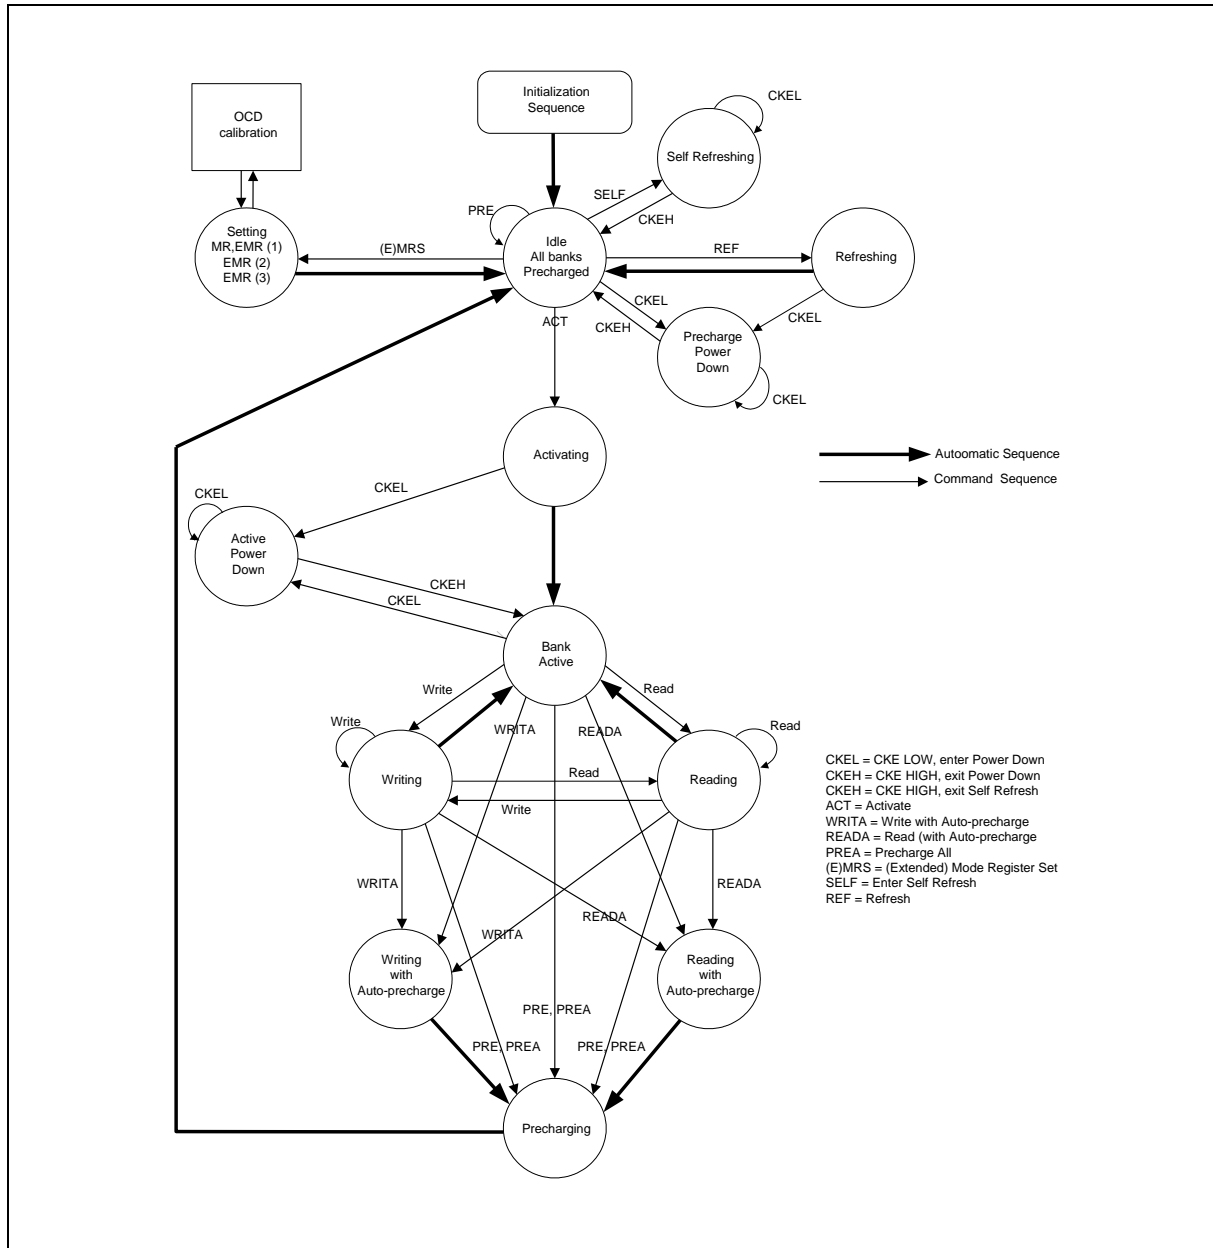 Initialization
Sequence
OCD
calibration
CKEL
Self Refreshing
SELF
CKEH
PRE
Setting
MR,EMR (1)
EMR (2)
EMR (3)
(E)MRS
Idle
All banks
Precharged
REF
Refreshing
CKEL
CKEH
CKEL
ACT
Precharge
Power
Down
CKEL
Activating
Autoomatic Sequence
Command Sequence
CKEL
CKEL
Active
Power
Down
CKEH
CKEL
Bank
Active
Write
Read
Write
WRITA
READA
Read
Writing
Read
Reading
Write
CKEL = CKE LOW, enter Power Down
CKEH = CKE HIGH, exit Power Down
CKEH = CKE HIGH, exit Self Refresh
ACT = Activate
WRITA = Write with Auto-precharge
READA = Read (with Auto-precharge
PREA = Precharge All
(E)MRS = (Extended) Mode Register Set
SELF = Enter Self Refresh
REF = Refresh
WRITA
READA
WRITA
READA
Writing
with
Auto-precharge
Reading
with
Auto-precharge
PRE, PREA
PRE, PREA
PRE, PREA
Precharging